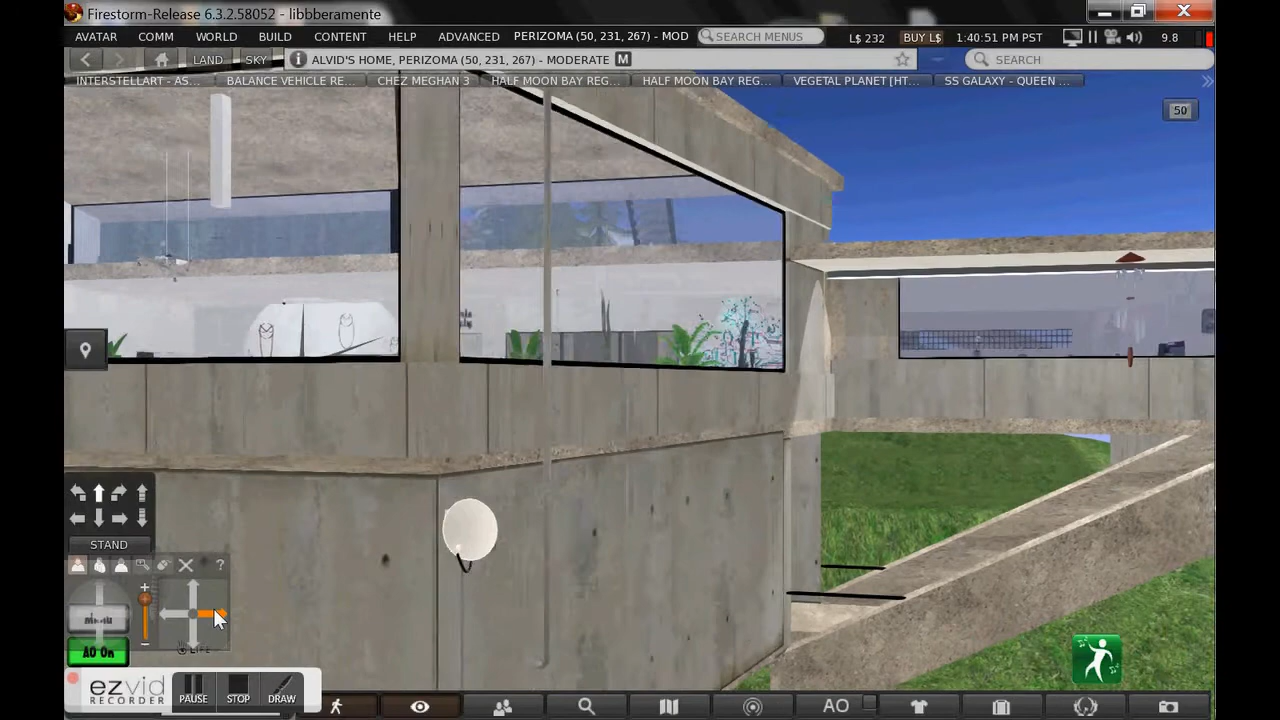 Firestorm-Release 6.3.2.58052 - libbberamente
AVATAR COMM WORLD BUILD CONTENT HELP ADVANCED PERIZOMA (50, 231, 267) - MOD SEARCH MENUS L$ 232 BUY L$ 1:40:51 PM PST 9.8
LAND SKY ALVID'S HOME, PERIZOMA (50, 231, 267) - MODERATE M SEARCH
INTERSTELLART - AS... BALANCE VEHICLE RE... CHEZ MEGHAN 3 HALF MOON BAY REG... HALF MOON BAY REG... VEGETAL PLANET [HT... SS GALAXY - QUEEN ...
50
STAND
?
Menu
AO On
ezvid
RECORDER
PAUSE STOP DRAW
AO